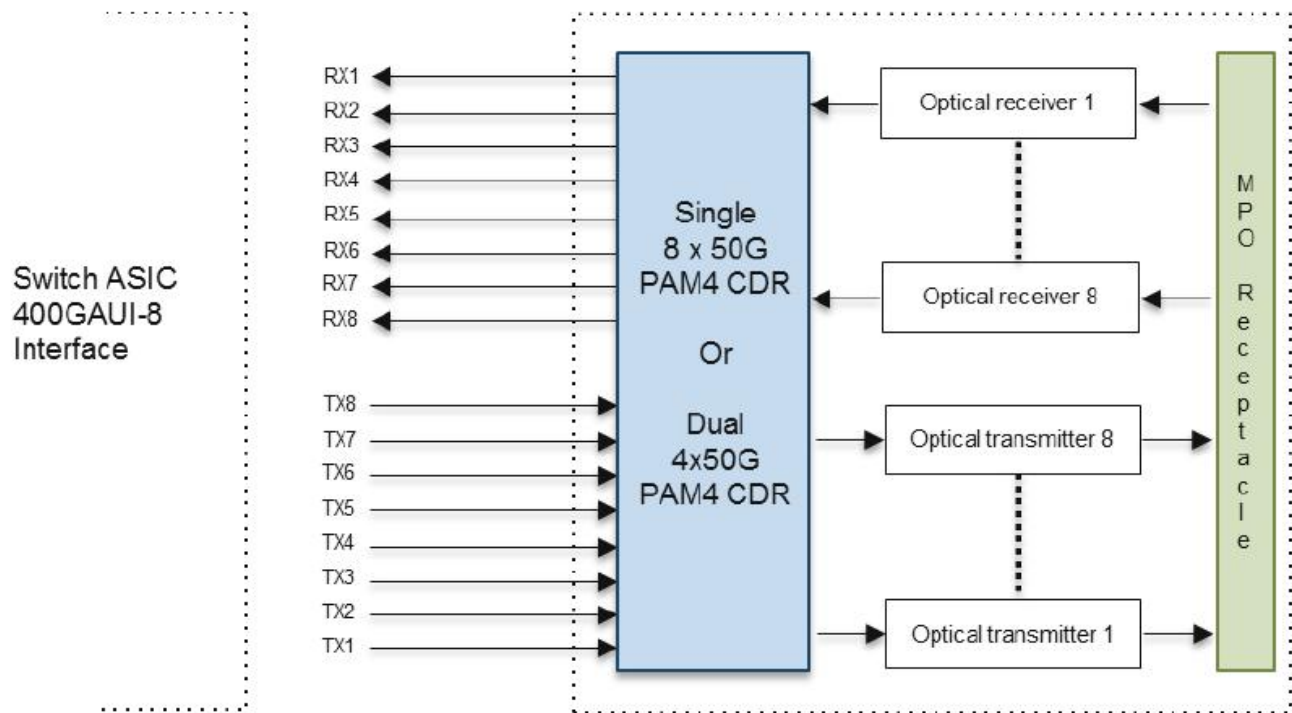 Switch ASIC
400GAUI-8
Interface
RX1
RX2
RX3
RX4
RX5
RX6
RX7
RX8
TX8
TX7
TX6
TX5
TX4
TX3
TX2
TX1
Single
8 x 50G
PAM4 CDR
Or
Dual
4x50G
PAM4 CDR
Optical receiver 1
Optical receiver 8
Optical transmitter 8
Optical transmitter 1
MPO Receptacle